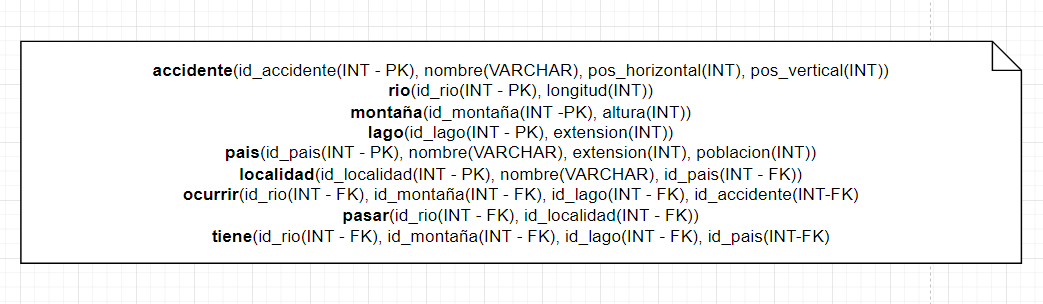 accidente(id_accidente(INT - PK), nombre(VARCHAR), pos_horizontal(INT), pos_vertical(INT))
rio(id_rio(INT - PK), longitud(INT))
montaña(id_montaña(INT -PK), altura(INT))
lago(id_lago(INT - PK), extension(INT))
pais(id_pais(INT - PK), nombre(VARCHAR), extension(INT), poblacion(INT))
localidad(id_localidad(INT - PK), nombre(VARCHAR), id_pais(INT - FK))
ocurrir(id_rio(INT - FK), id_montaña(INT - FK), id_lago(INT - FK), id_accidente(INT-FK)
pasar(id_rio(INT - FK), id_localidad(INT - FK))
tiene(id_rio(INT - FK), id_montaña(INT - FK), id_lago(INT - FK), id_pais(INT-FK)